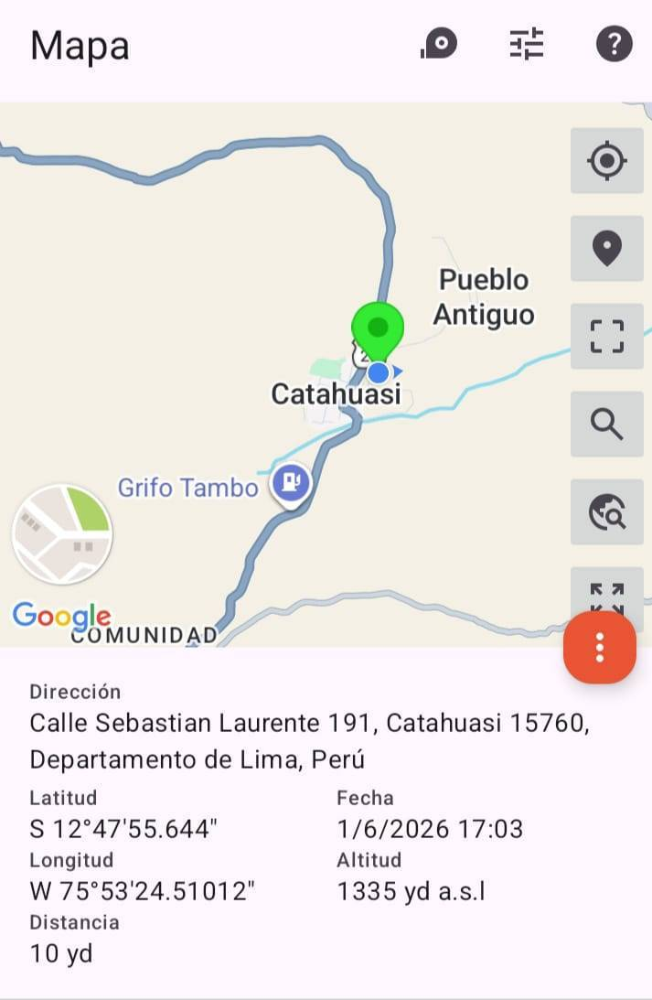 Mapa
Pueblo
Antiguo
2
Catahuasi
Grifo Tambo
Google
COMUNIDAD
Dirección
Calle Sebastian Laurente 191, Catahuasi 15760,
Departamento de Lima, Perú
Latitud
S 12°47'55.644"
Fecha
1/6/2026 17:03
Longitud
W 75°53'24.51012"
Altitud
1335 yd a.s.l
Distancia
10 yd